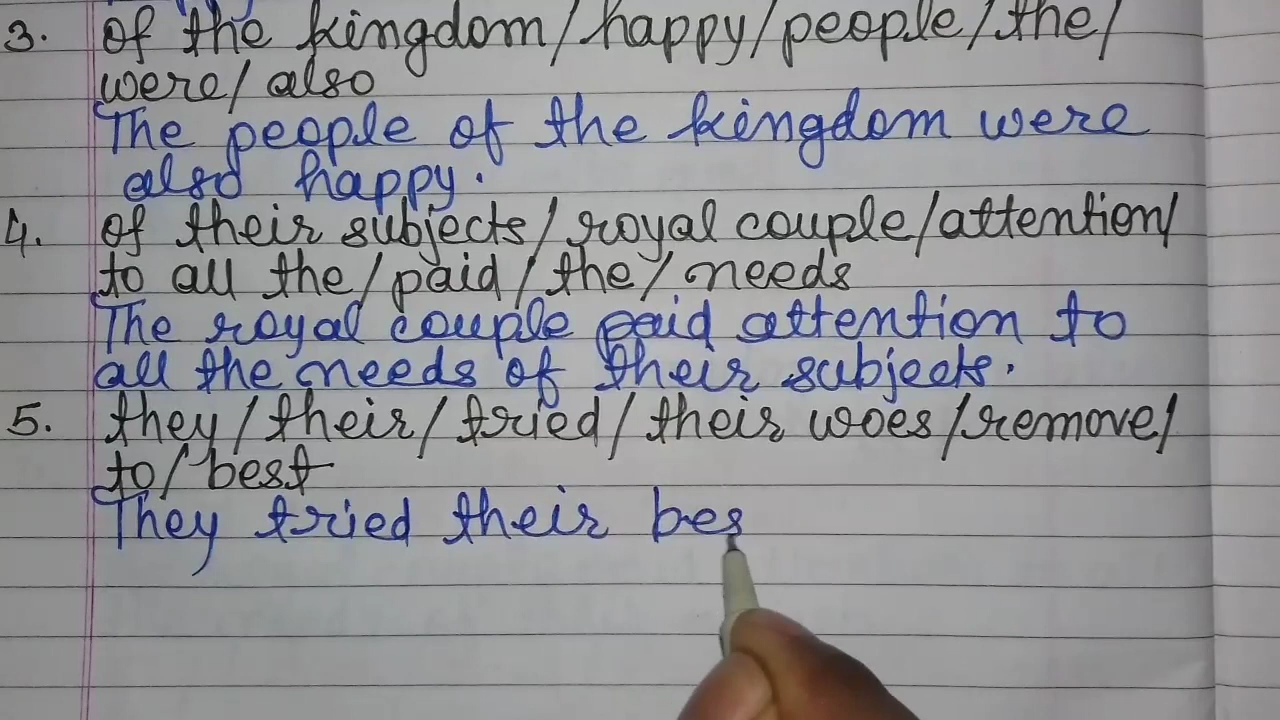 3. of the kingdom/happy/people/the/
were/also
The people of the kingdom were
also happy.
4. of their subjects/royal couple/attention/
to all the/paid/the/needs
The royal couple paid attention to
all the needs of their subjects.
5. they/their/tried/their woes/remove/
to/best
They tried their bes